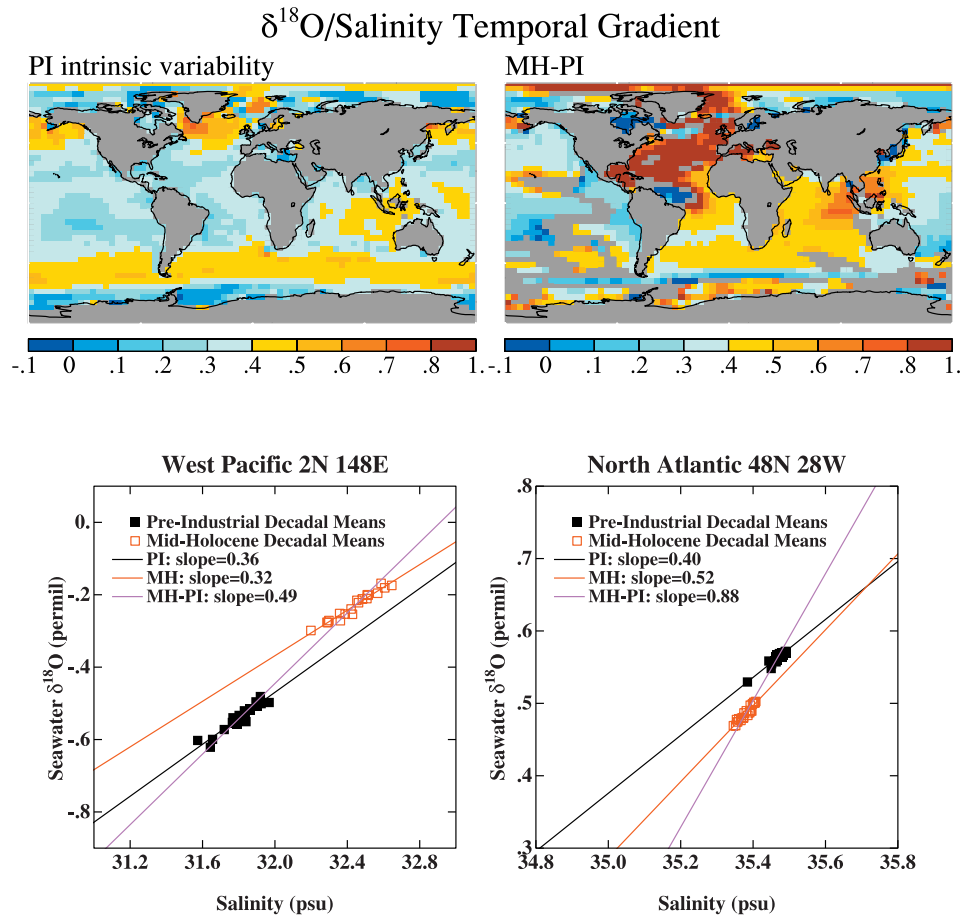 δ¹⁸O/Salinity Temporal Gradient
PI intrinsic variability
MH-PI
-.1 0 .1 .2 .3 .4 .5 .6 .7 .8 1.
-.1 0 .1 .2 .3 .4 .5 .6 .7 .8 1.
West Pacific 2N 148E
Seawater δ¹⁸O (permil)
0.
-.2
-.4
-.6
-.8
Pre-Industrial Decadal Means
Mid-Holocene Decadal Means
PI: slope=0.36
MH: slope=0.32
MH-PI: slope=0.49
31.2 31.6 32.0 32.4 32.8
Salinity (psu)
North Atlantic 48N 28W
Seawater δ¹⁸O (permil)
.8
.7
.6
.5
.4
.3
Pre-Industrial Decadal Means
Mid-Holocene Decadal Means
PI: slope=0.40
MH: slope=0.52
MH-PI: slope=0.88
34.8 35.0 35.2 35.4 35.6 35.8
Salinity (psu)